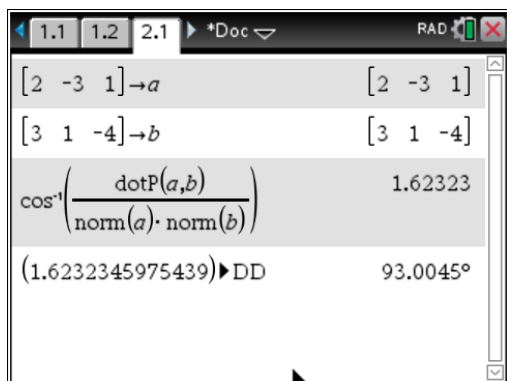 1.1 1.2 2.1 *Doc RAD
[2 -3 1]→a [2 -3 1]
[3 1 -4]→b [3 1 -4]
cos⁻¹(dotP(a,b)/norm(a)·norm(b)) 1.62323
(1.6232345975439)▶DD 93.0045°